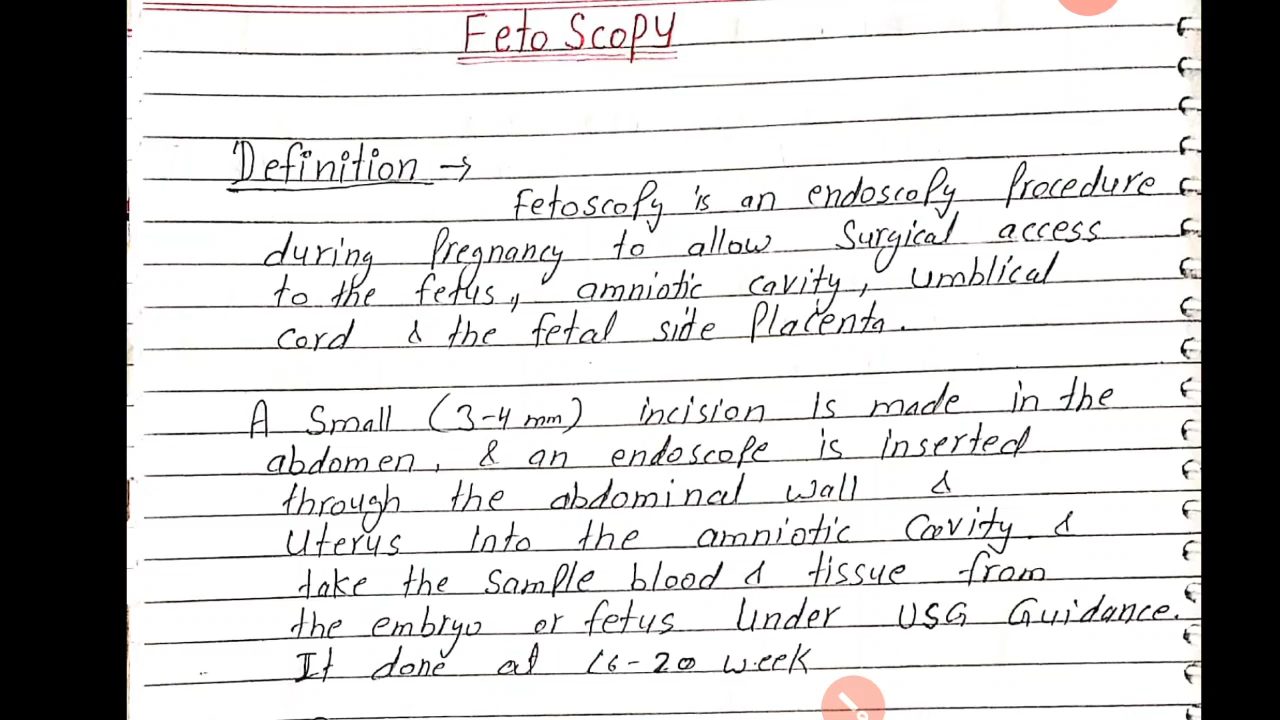 Feto Scopy
Definition →
Fetoscopy is an endoscopy Procedure
during Pregnancy to allow Surgical access
to the fetus, amniotic cavity, umblical
cord & the fetal side Placenta.
A Small (3-4 mm) incision is made in the
abdomen, & an endoscope is inserted
through the abdominal wall &
Uterus into the amniotic Cavity &
take the sample blood & tissue from
the embryo or fetus Under USG Guidance.
It done at 16-20 week